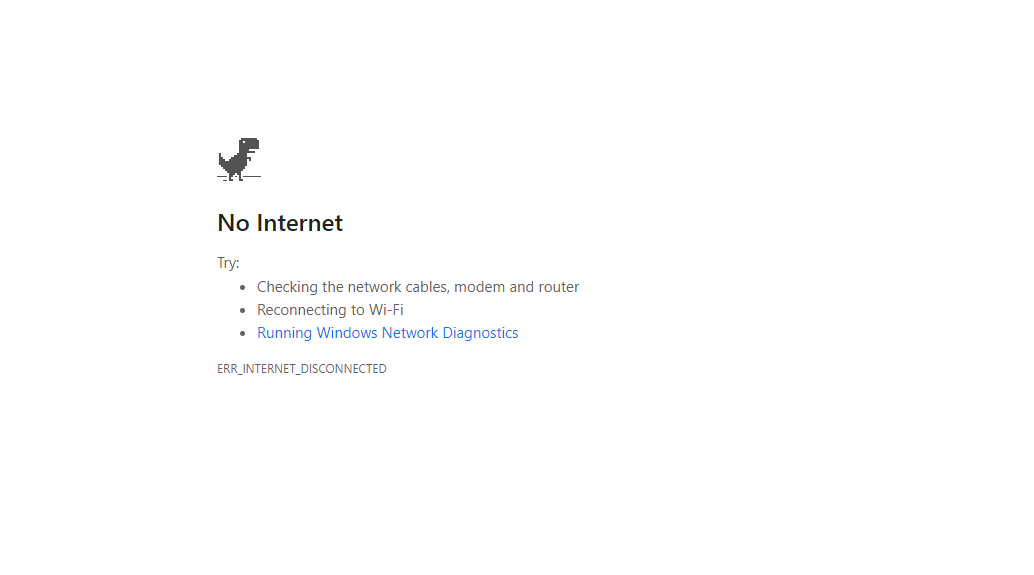 No Internet
Try:
Checking the network cables, modem and router
Reconnecting to Wi-Fi
Running Windows Network Diagnostics
ERR_INTERNET_DISCONNECTED